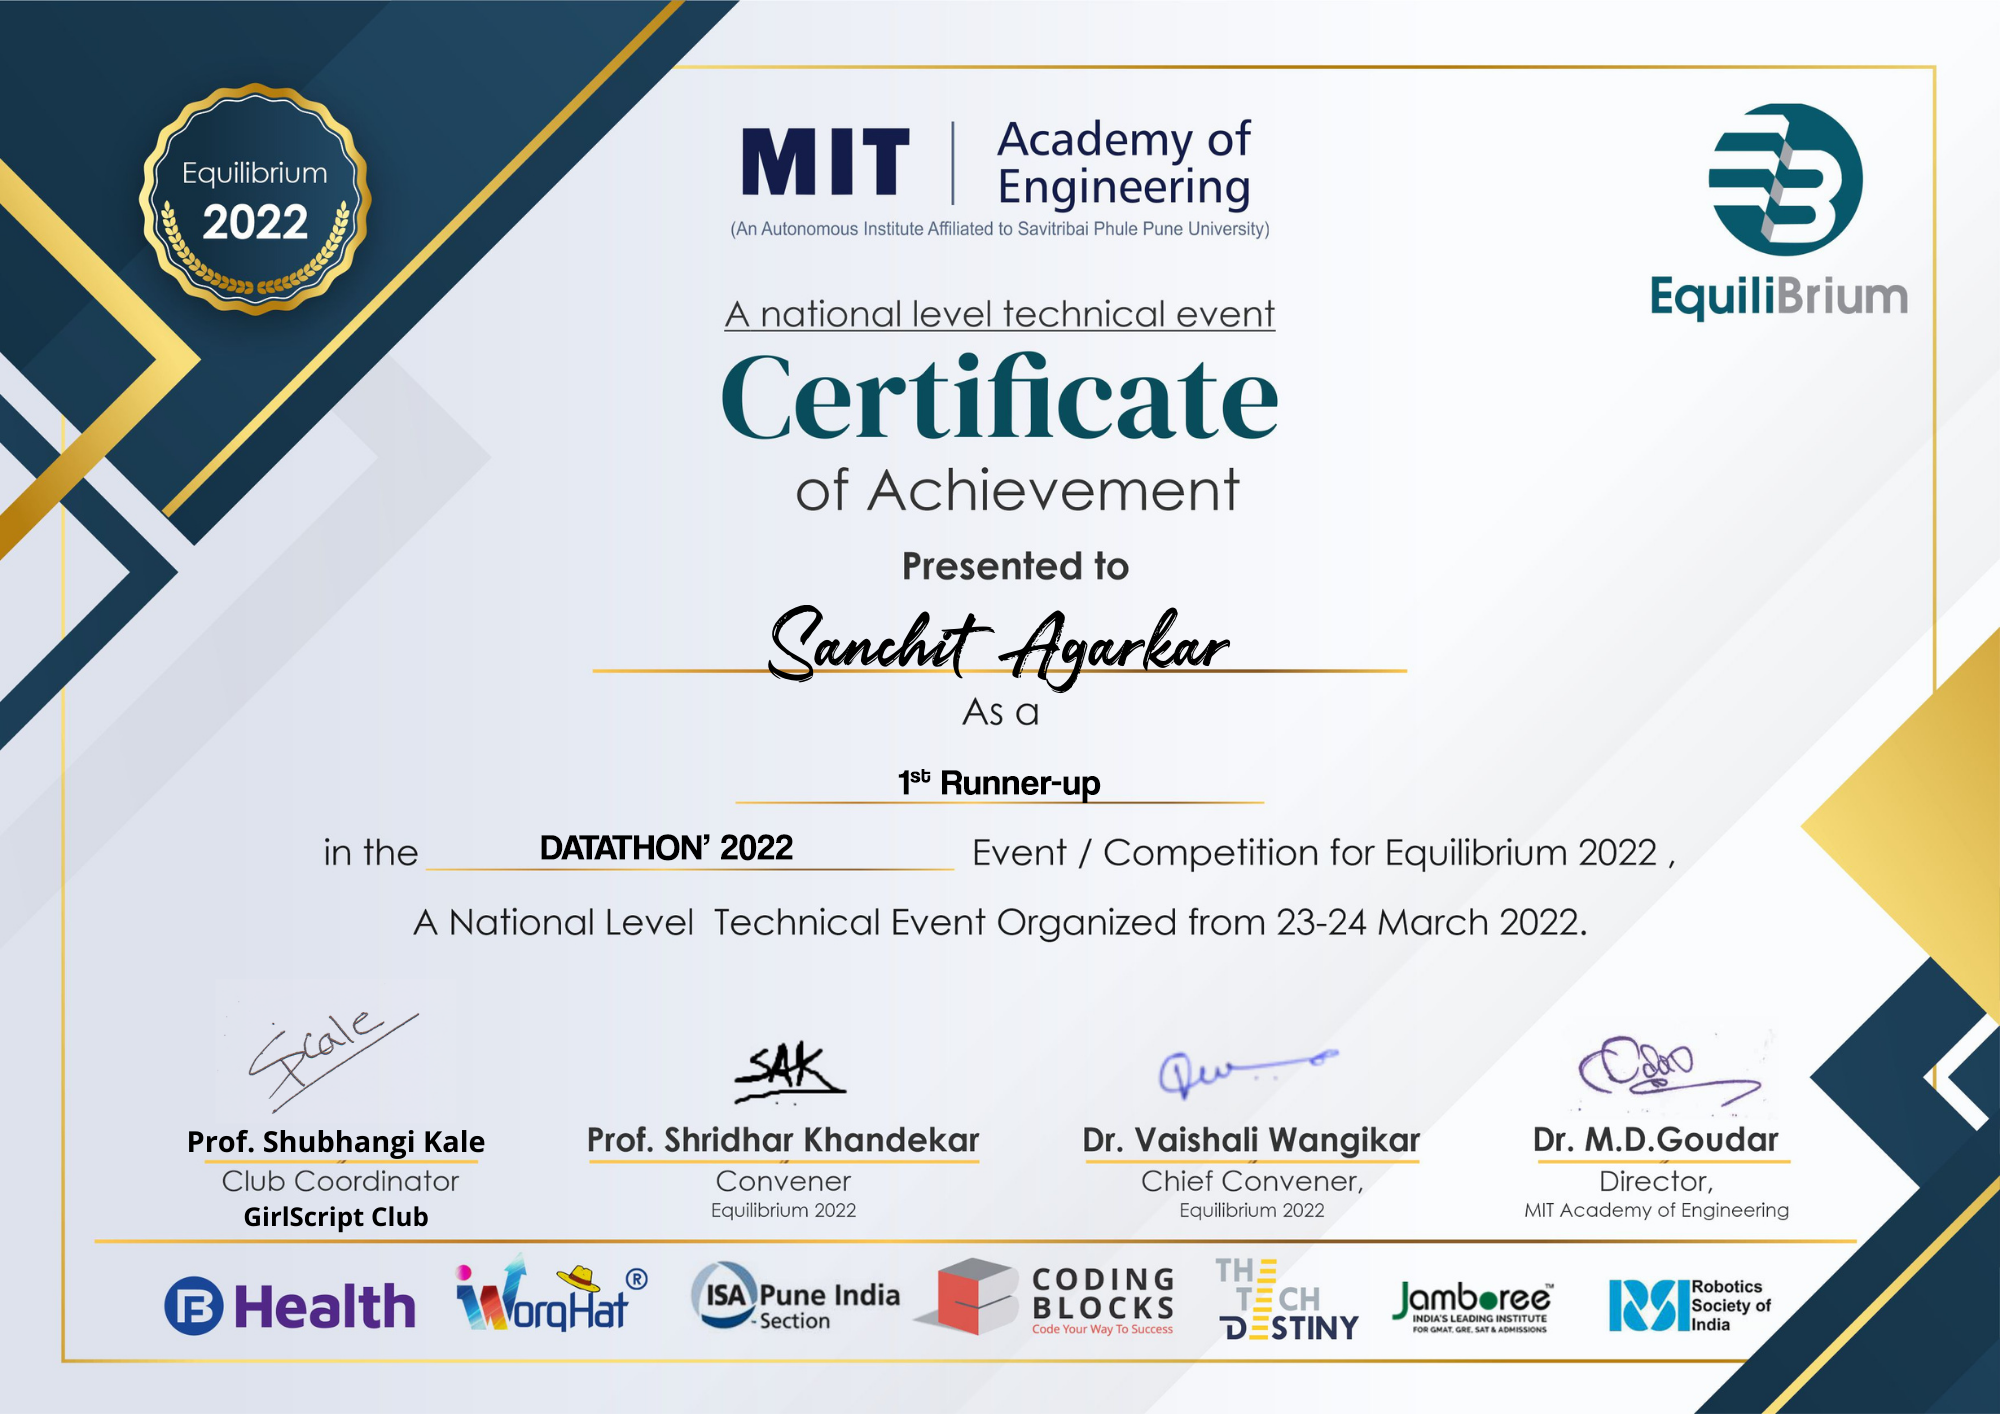 Equilibrium
2022
MIT
Academy of
Engineering
(An Autonomous Institute Affiliated to Savitribai Phule Pune University)
EquiliBrium
A national level technical event
Certificate
of Achievement
Presented to
Sanchit Agarkar
As a
1st Runner-up
in the DATATHON' 2022 Event / Competition for Equilibrium 2022 ,
A National Level Technical Event Organized from 23-24 March 2022.
SAK
Prof. Shubhangi Kale
Club Coordinator
GirlScript Club
Prof. Shridhar Khandekar
Convener
Equilibrium 2022
Dr. Vaishali Wangikar
Chief Convener,
Equilibrium 2022
Dr. M.D.Goudar
Director,
MIT Academy of Engineering
B Health
WorqHat®
ISA Pune India
- Section
CODING
BLOCKS
Code Your Way To Success
THE
TECH
DESTINY
Jamboree™
INDIA'S LEADING INSTITUTE
FOR GMAT, GRE, SAT & ADMISSIONS
RSI
Robotics
Society of
India